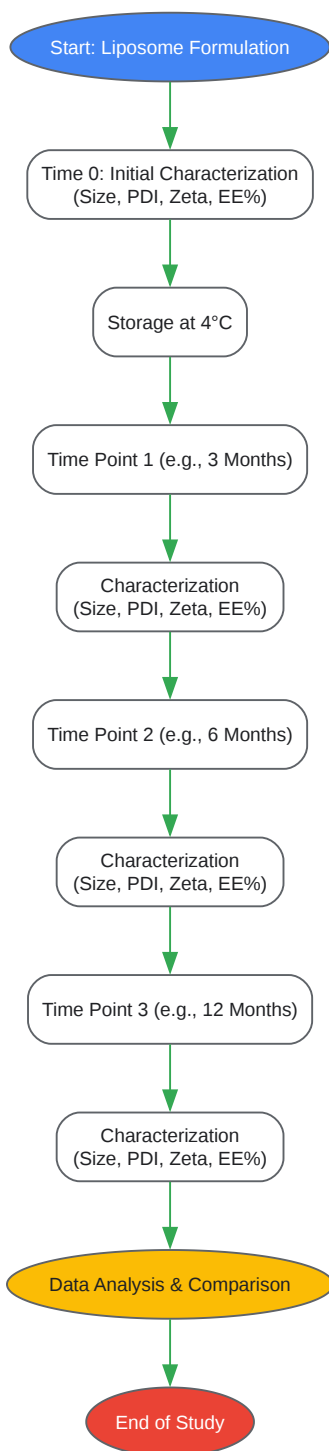 Start: Liposome Formulation
Time 0: Initial Characterization
(Size, PDI, Zeta, EE%)
Storage at 4°C
Time Point 1 (e.g., 3 Months)
Characterization
(Size, PDI, Zeta, EE%)
Time Point 2 (e.g., 6 Months)
Characterization
(Size, PDI, Zeta, EE%)
Time Point 3 (e.g., 12 Months)
Characterization
(Size, PDI, Zeta, EE%)
Data Analysis & Comparison
End of Study